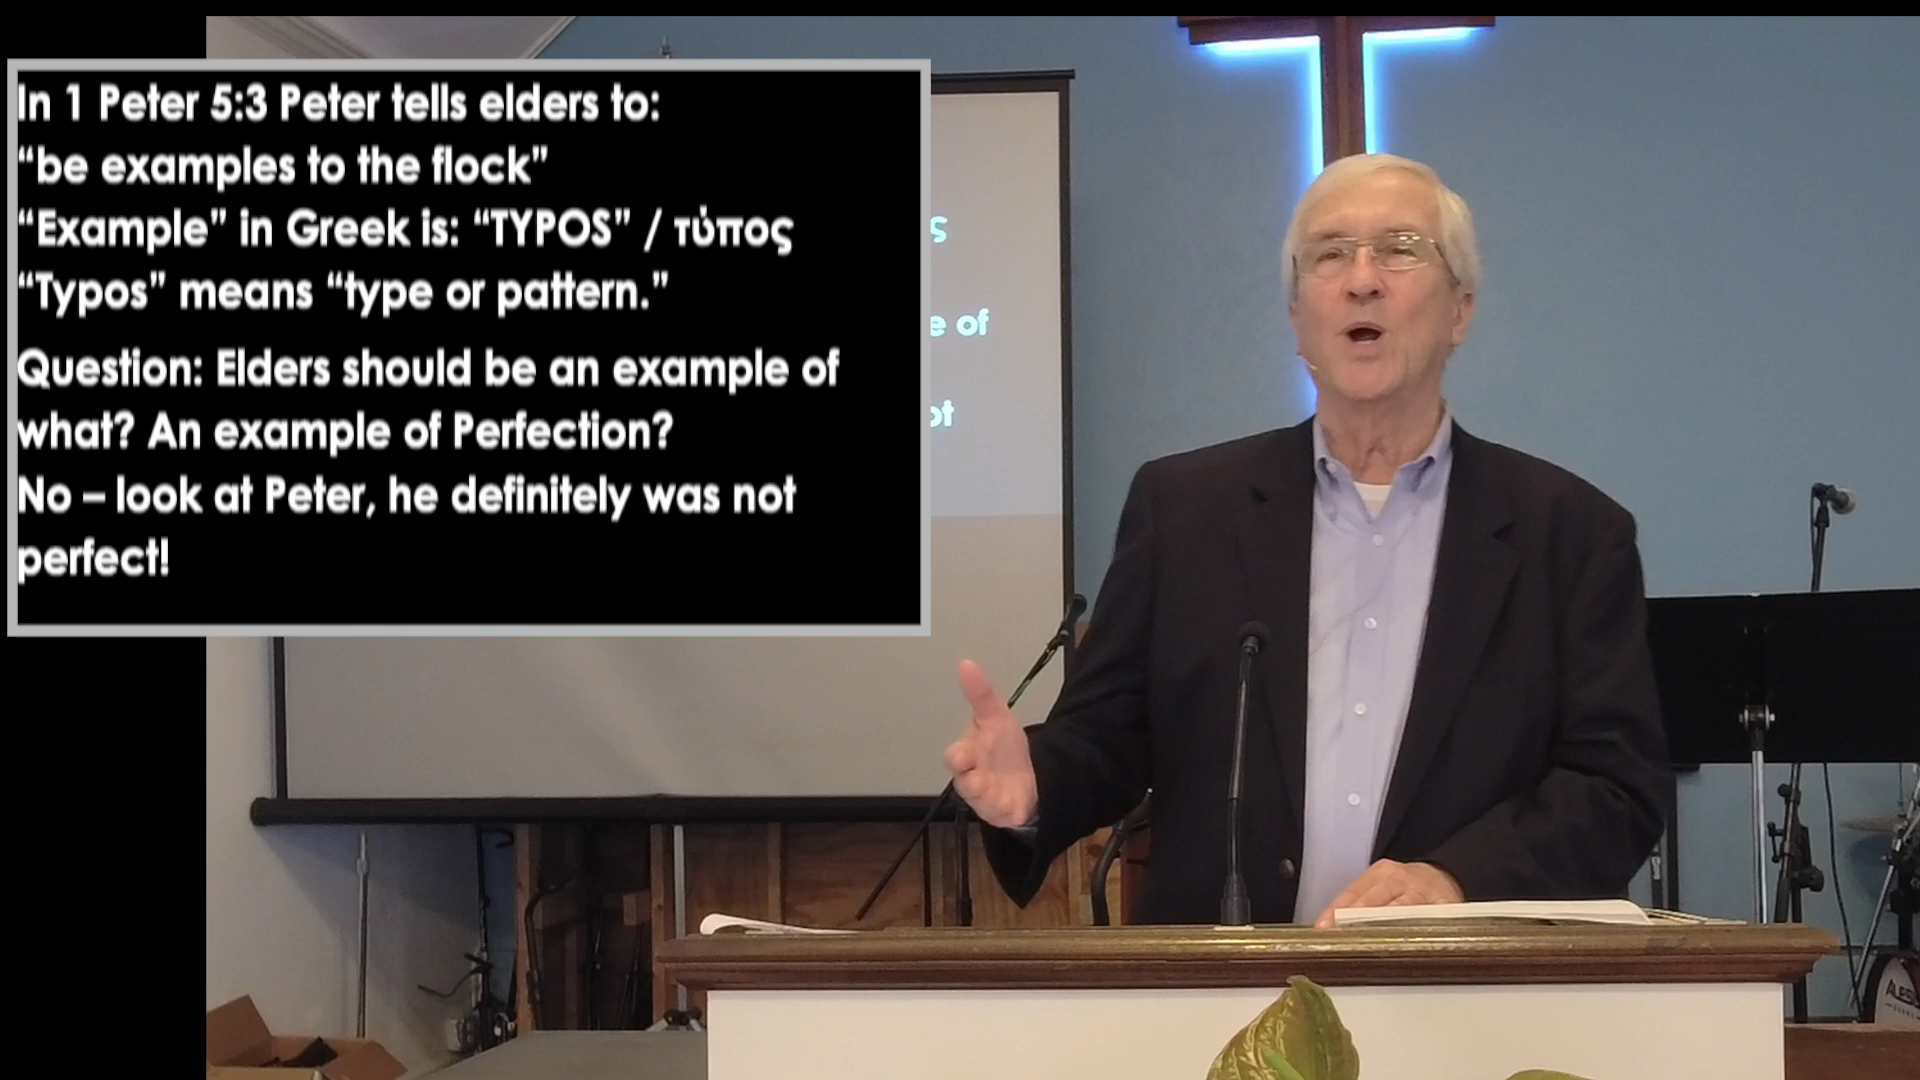 In 1 Peter 5:3 Peter tells elders to:
“be examples to the flock”
“Example” in Greek is: “TYPOS” / τύπος
“Typos” means “type or pattern.”
Question: Elders should be an example of
what? An example of Perfection?
No – look at Peter, he definitely was not
perfect!
ς
e of
ot